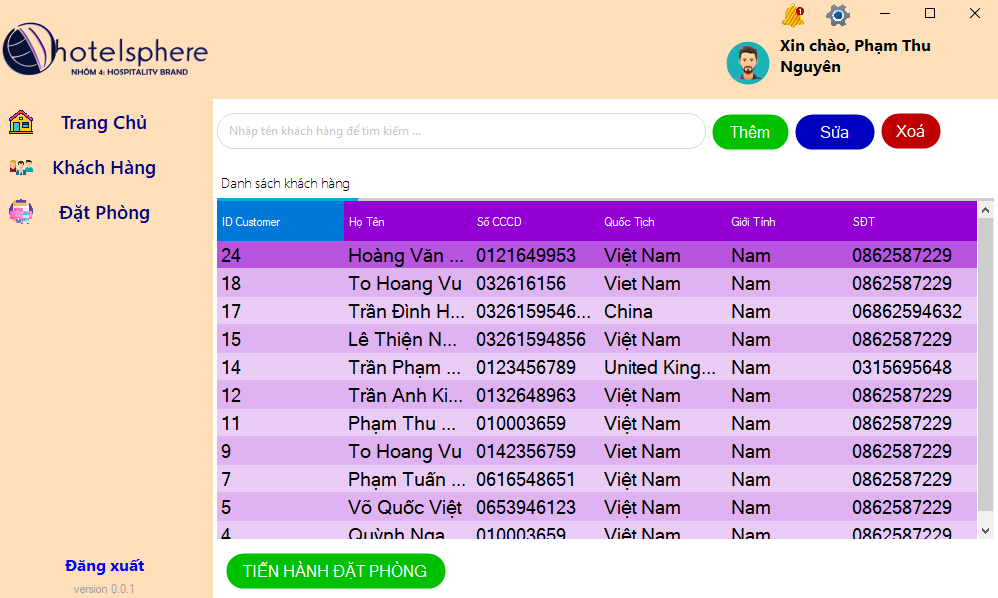 1
hotelsphere
NHÓM 4: HOSPITALITY BRAND
Xin chào, Phạm Thu
Nguyên
Trang Chủ
Khách Hàng
Đặt Phòng
Đăng xuất
version 0.0.1
Nhập tên khách hàng để tìm kiếm ...
Thêm
Sửa
Xoá
Danh sách khách hàng
ID Customer Họ Tên Số CCCD Quốc Tịch Giới Tính SĐT
24 Hoàng Văn ... 0121649953 Việt Nam Nam 0862587229
18 To Hoang Vu 032616156 Viet Nam Nam 0862587229
17 Trần Đình H... 0326159546... China Nam 06862594632
15 Lê Thiện N... 03261594856 Việt Nam Nam 0862587229
14 Trần Phạm ... 0123456789 United King... Nam 0315695648
12 Trần Anh Ki... 0132648963 Việt Nam Nam 0862587229
11 Phạm Thu ... 010003659 Việt Nam Nam 0862587229
9 To Hoang Vu 0142356759 Viet Nam Nam 0862587229
7 Phạm Tuấn ... 0616548651 Việt Nam Nam 0862587229
5 Võ Quốc Việt 0653946123 Việt Nam Nam 0862587229
4 Quỳnh Nga 010003659 Việt Nam Nam 0862587229
TIẾN HÀNH ĐẶT PHÒNG